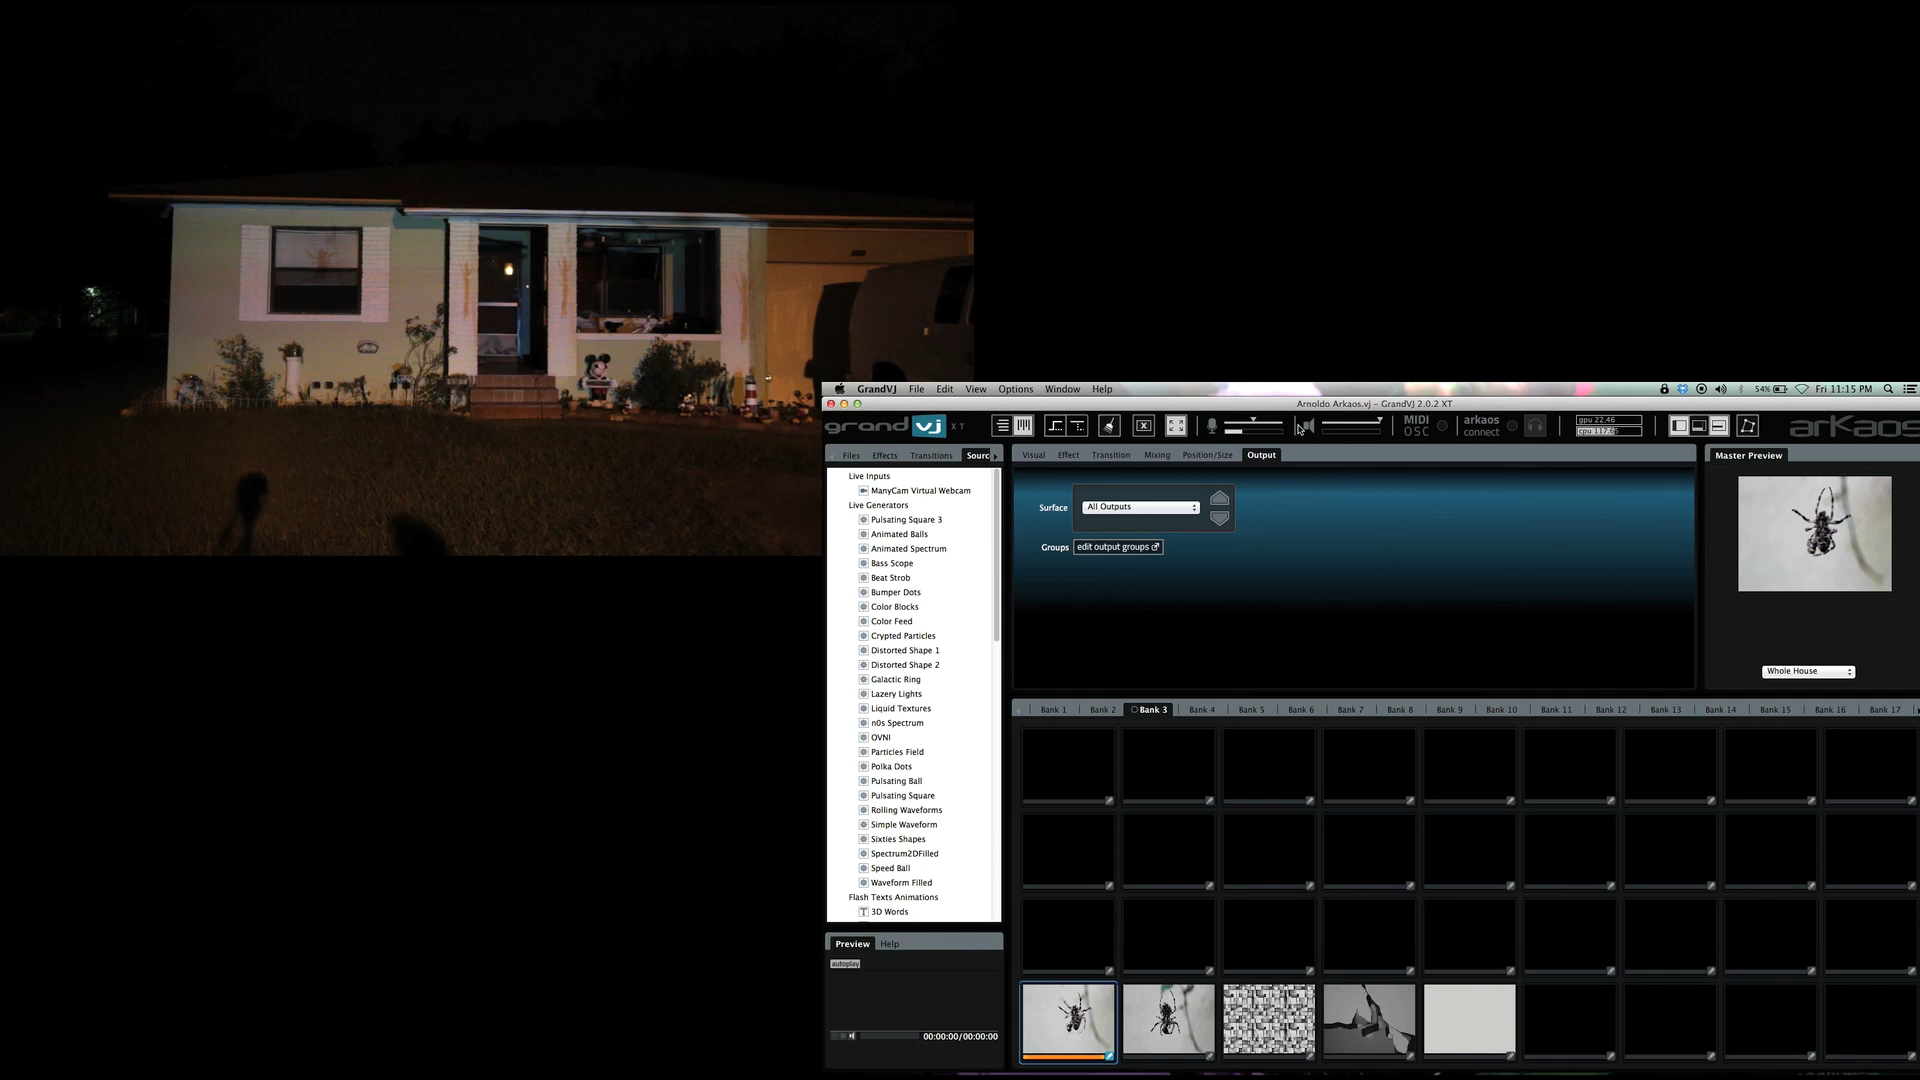 GrandVJ File Edit View Options Window Help 54% Fri 11:15 PM
Arnoldo Arkaos.vj – GrandVJ 2.0.2 XT
grand vj XT
MIDI OSC
arkaos connect
gpu 22.46
arkaos
Files Effects Transitions Sourc
Visual Effect Transition Mixing Position/Size Output
Master Preview
Live Inputs
ManyCam Virtual Webcam
Live Generators
Pulsating Square 3
Animated Balls
Animated Spectrum
Bass Scope
Beat Strob
Bumper Dots
Color Blocks
Color Feed
Crypted Particles
Distorted Shape 1
Distorted Shape 2
Galactic Ring
Lazery Lights
Liquid Textures
n0s Spectrum
OVNI
Particles Field
Polka Dots
Pulsating Ball
Pulsating Square
Rolling Waveforms
Simple Waveform
Sixties Shapes
Spectrum2DFilled
Speed Ball
Waveform Filled
Flash Texts Animations
3D Words
Surface All Outputs
Groups edit output groups
Whole House
Bank 1 Bank 2 Bank 3 Bank 4 Bank 5 Bank 6 Bank 7 Bank 8 Bank 9 Bank 10 Bank 11 Bank 12 Bank 13 Bank 14 Bank 15 Bank 16 Bank 17
Preview Help
autoplay
00:00:00/00:00:00